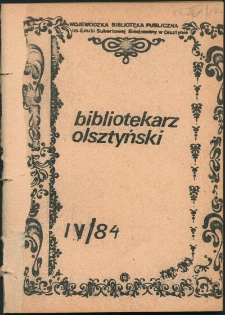 WOJEWÓDZKA BIBLIOTEKA PUBLICZNA
im. Emilii Sukertowej Biedrawiny w Olsztynie
bibliotekarz
olsztyński
IV/84